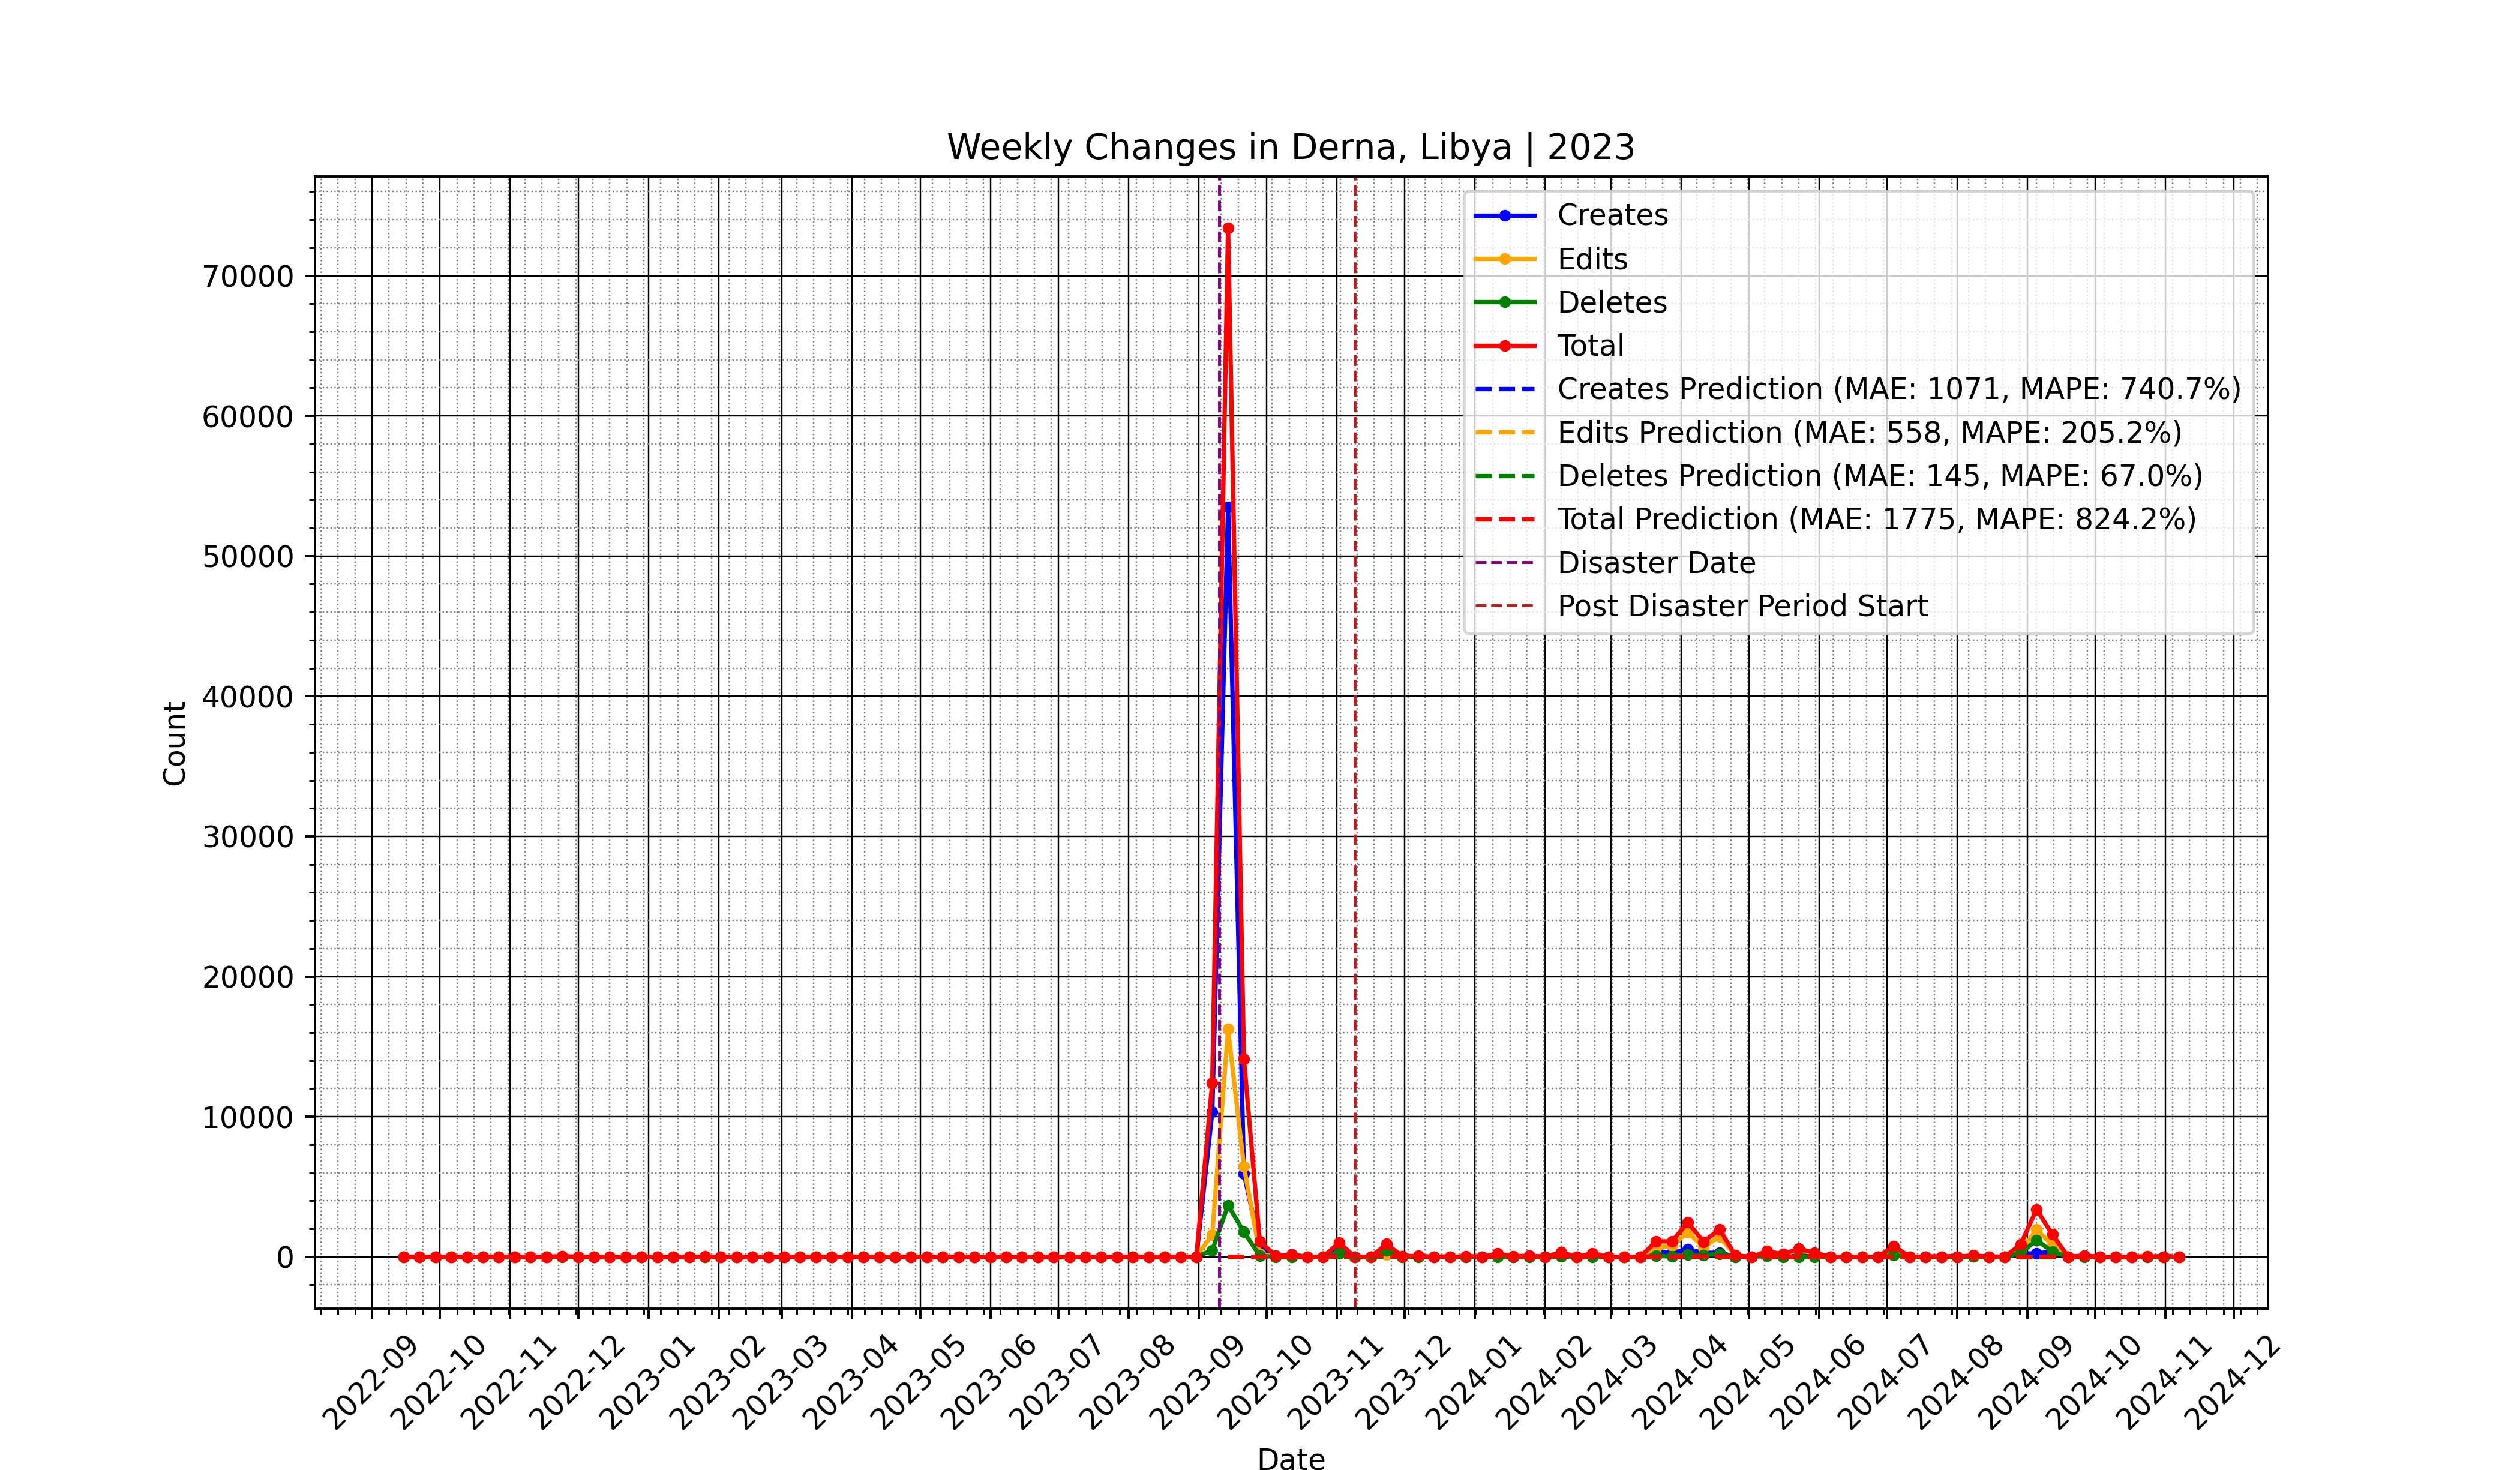 Weekly Changes in Derna, Libya | 2023
Creates
Edits
Deletes
Total
Creates Prediction (MAE: 1071, MAPE: 740.7%)
Edits Prediction (MAE: 558, MAPE: 205.2%)
Deletes Prediction (MAE: 145, MAPE: 67.0%)
Total Prediction (MAE: 1775, MAPE: 824.2%)
Disaster Date
Post Disaster Period Start
Count
70000
60000
50000
40000
30000
20000
10000
0
2022-09
2022-10
2022-11
2022-12
2023-01
2023-02
2023-03
2023-04
2023-05
2023-06
2023-07
2023-08
2023-09
2023-10
2023-11
2023-12
2024-01
2024-02
2024-03
2024-04
2024-05
2024-06
2024-07
2024-08
2024-09
2024-10
2024-11
2024-12
Date